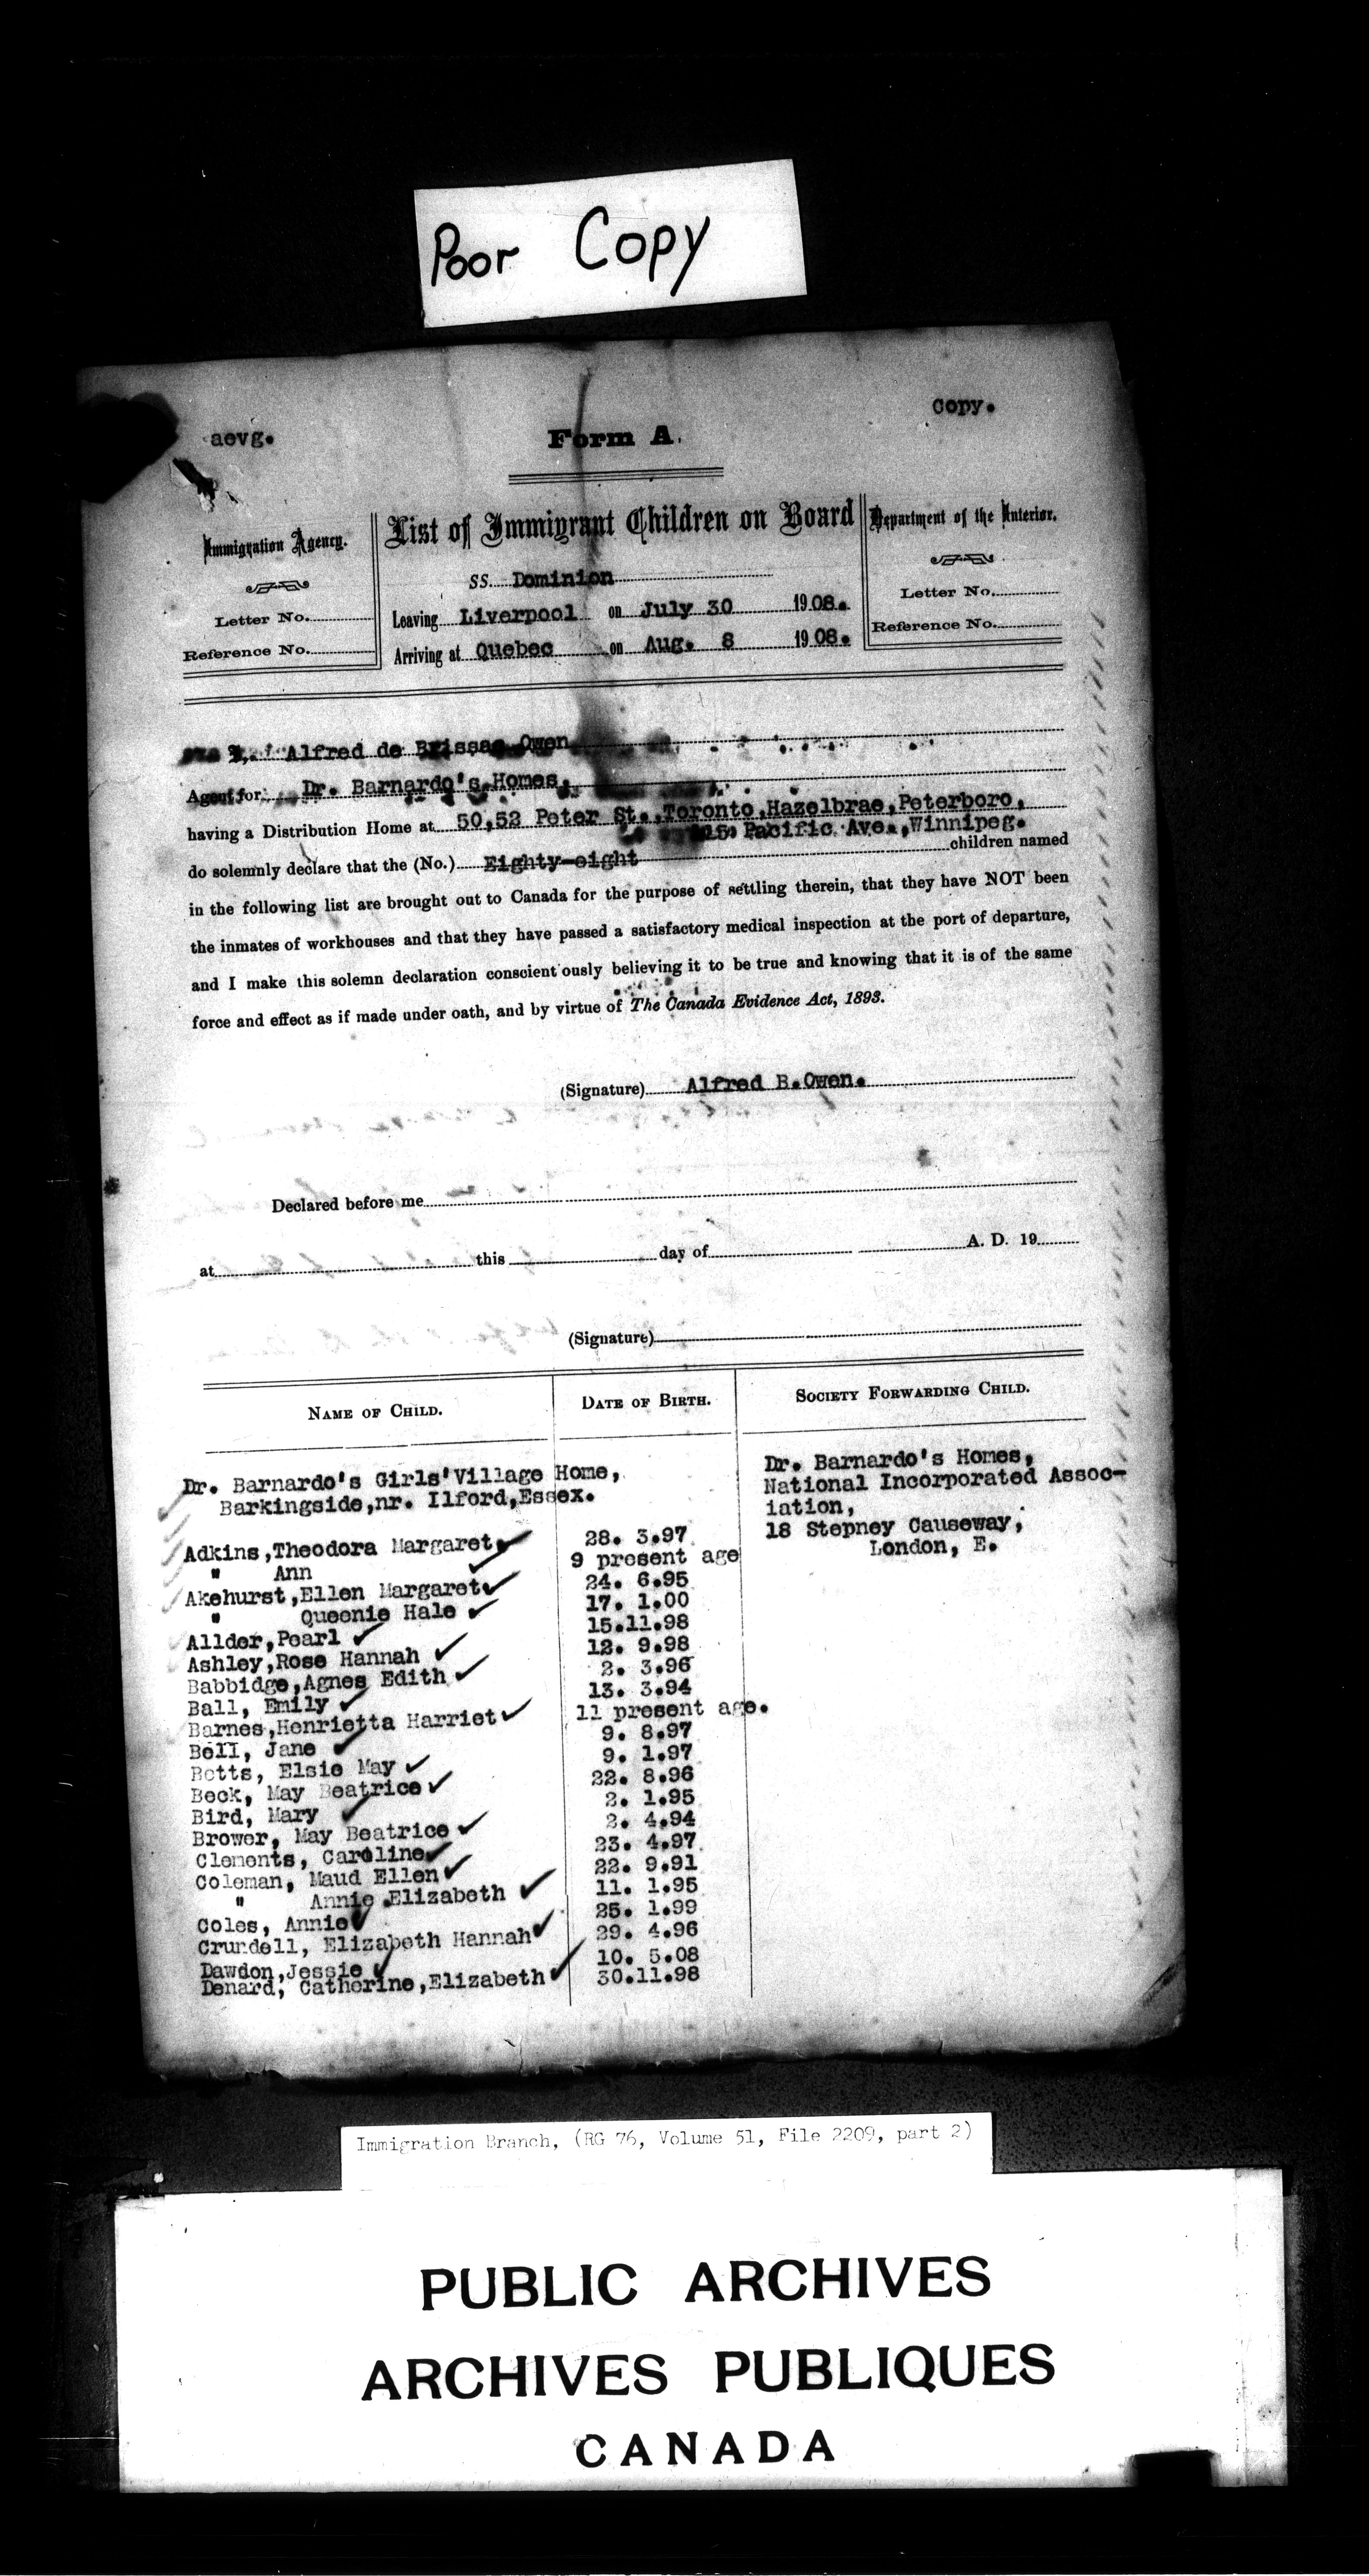 Poor Copy
copy.
aovg.
Form A.
Immigration Agency.
Letter No.
Reference No.
List of Immigrant Children on Board
SS. Dominion
Leaving Liverpool on July 30 1908.
Arriving at Quebec on Aug. 8 1908.
Department of the Interior.
Letter No.
Reference No.
I, Alfred de Brissac Owen
Agent for Dr. Barnardo's Homes,
having a Distribution Home at 50,52 Peter St., Toronto,Hazelbrae,Peterboro,
115 Pacific Ave.,Winnipeg.
do solemnly declare that the (No.) Eighty-eight children named
in the following list are brought out to Canada for the purpose of settling therein, that they have NOT been
the inmates of workhouses and that they have passed a satisfactory medical inspection at the port of departure,
and I make this solemn declaration conscient ously believing it to be true and knowing that it is of the same
force and effect as if made under oath, and by virtue of The Canada Evidence Act, 1893.
(Signature) Alfred B.Owen.
Declared before me
at this day of A. D. 19
(Signature)
NAME OF CHILD. DATE OF BIRTH. SOCIETY FORWARDING CHILD.
Dr. Barnardo's Girls'Village Home,
Barkingside,nr. Ilford,Essex.
Dr. Barnardo's Homes,
National Incorporated Assoc-
iation,
18 Stepney Causeway,
London, E.
Adkins,Theodora Margaret 28. 3.97
" Ann 9 present age
Akehurst,Ellen Margaret 24. 6.95
" Queenie Hale 17. 1.00
Allder,Pearl 15.11.98
Ashley,Rose Hannah 12. 9.98
Babbidge,Agnes Edith 2. 3.96
Ball, Emily 13. 3.94
Barnes,Henrietta Harriet 11 present age.
Bell, Jane 9. 8.97
Betts, Elsie May 9. 1.97
Beck, May Beatrice 22. 8.96
Bird, Mary 2. 1.95
Brower, May Beatrice 2. 4.94
Clements, Caroline 23. 4.97
Coleman, Maud Ellen 22. 9.91
" Annie Elizabeth 11. 1.95
Coles, Annie 25. 1.99
Crundell, Elizabeth Hannah 29. 4.96
Dawdon,Jessie 10. 5.08
Denard, Catherine,Elizabeth 30.11.98
Immigration Branch, (RG 76, Volume 51, File 2209, part 2)
PUBLIC ARCHIVES
ARCHIVES PUBLIQUES
CANADA